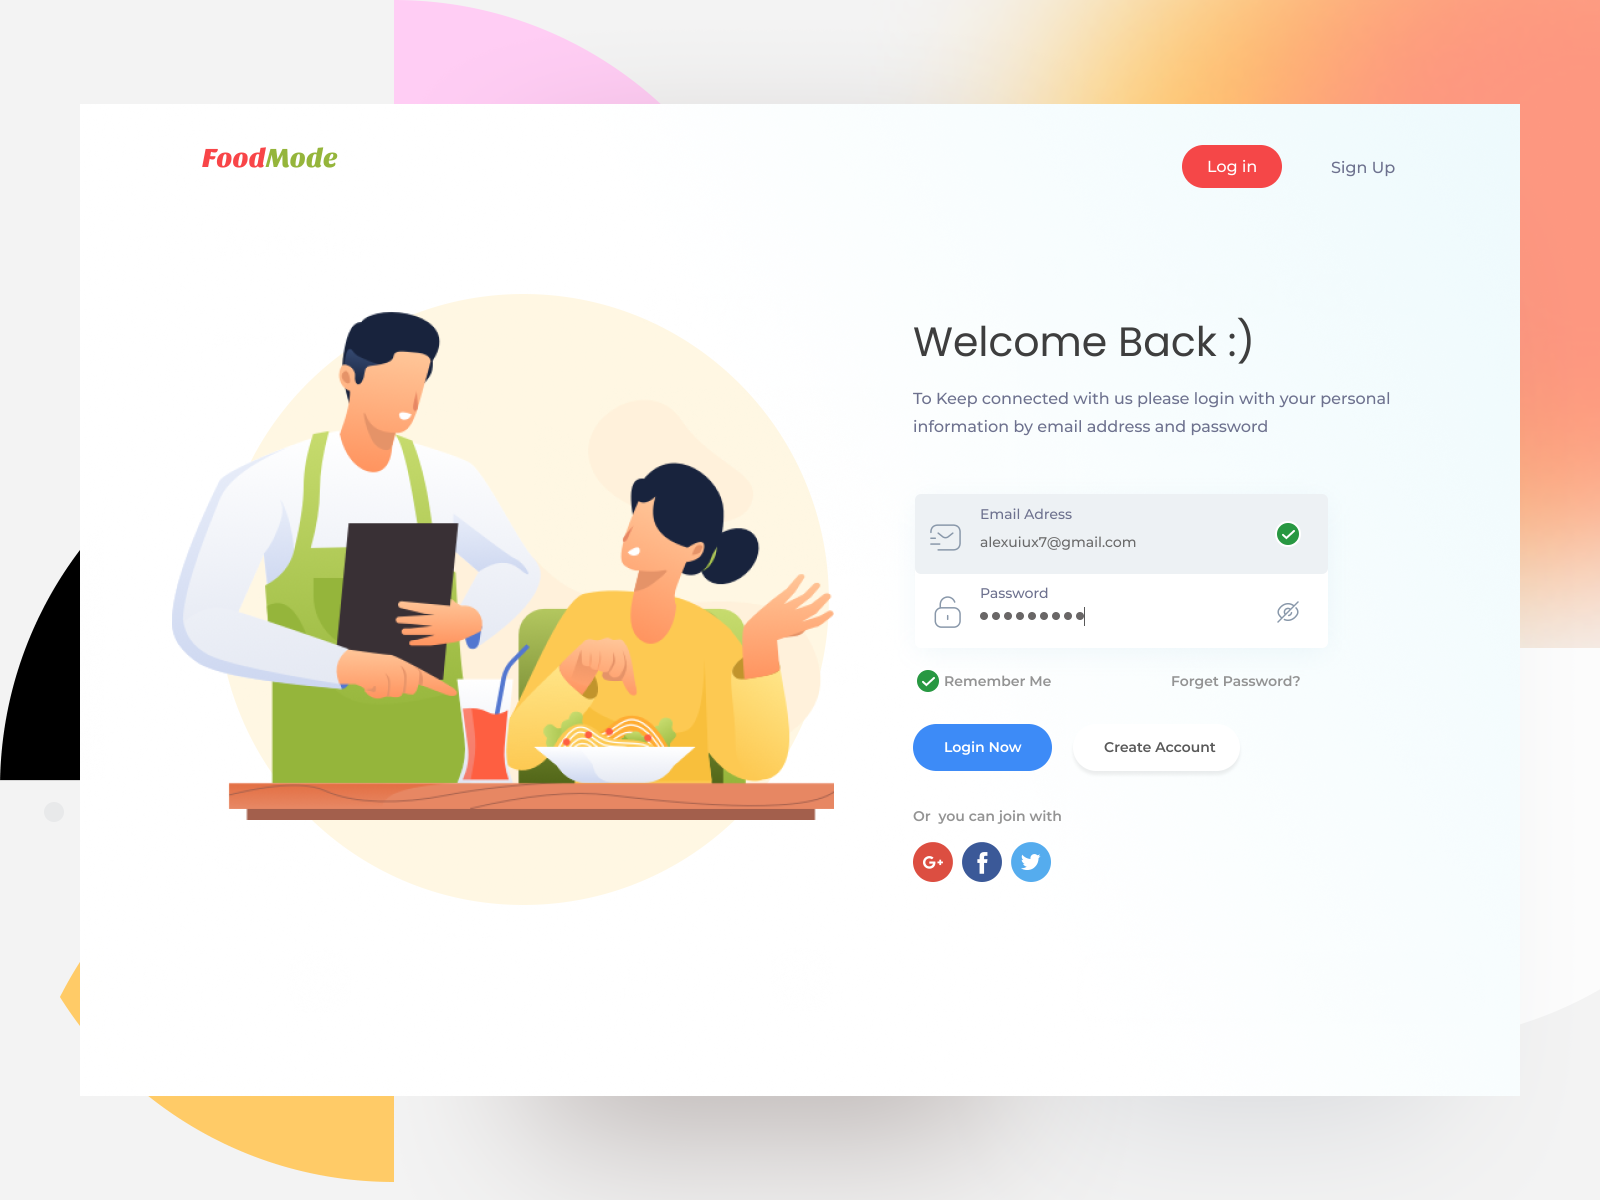 FoodMode
Log in
Sign Up
Welcome Back :)
To Keep connected with us please login with your personal
information by email address and password
Email Adress
alexuiux7@gmail.com
Password
Remember Me
Forget Password?
Login Now
Create Account
Or you can join with
G+
f